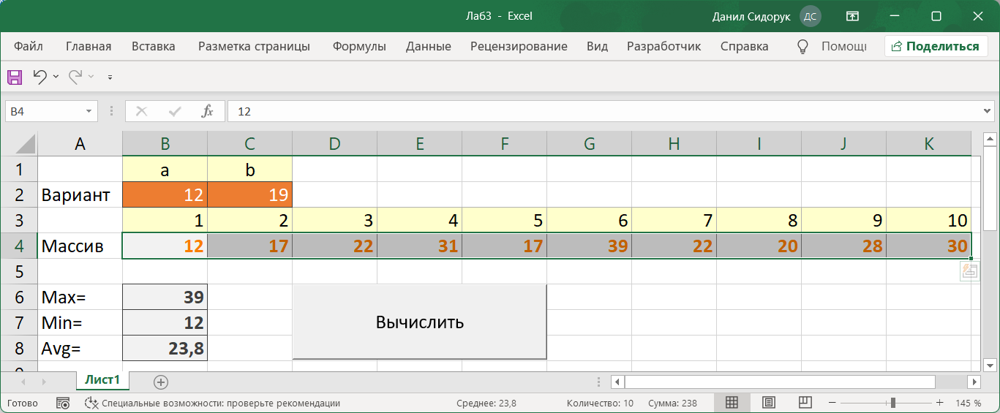 Лаб3 - Excel Данил Сидорук ДС
Файл Главная Вставка Разметка страницы Формулы Данные Рецензирование Вид Разработчик Справка Помощ Поделиться
B4 fx 12
A B C D E F G H I J K
1 a b
2 Вариант 12 19
3 1 2 3 4 5 6 7 8 9 10
4 Массив 12 17 22 31 17 39 22 20 28 30
5
6 Max= 39
7 Min= 12 Вычислить
8 Avg= 23,8
Лист1
Готово Специальные возможности: проверьте рекомендации Среднее: 23,8 Количество: 10 Сумма: 238 145 %